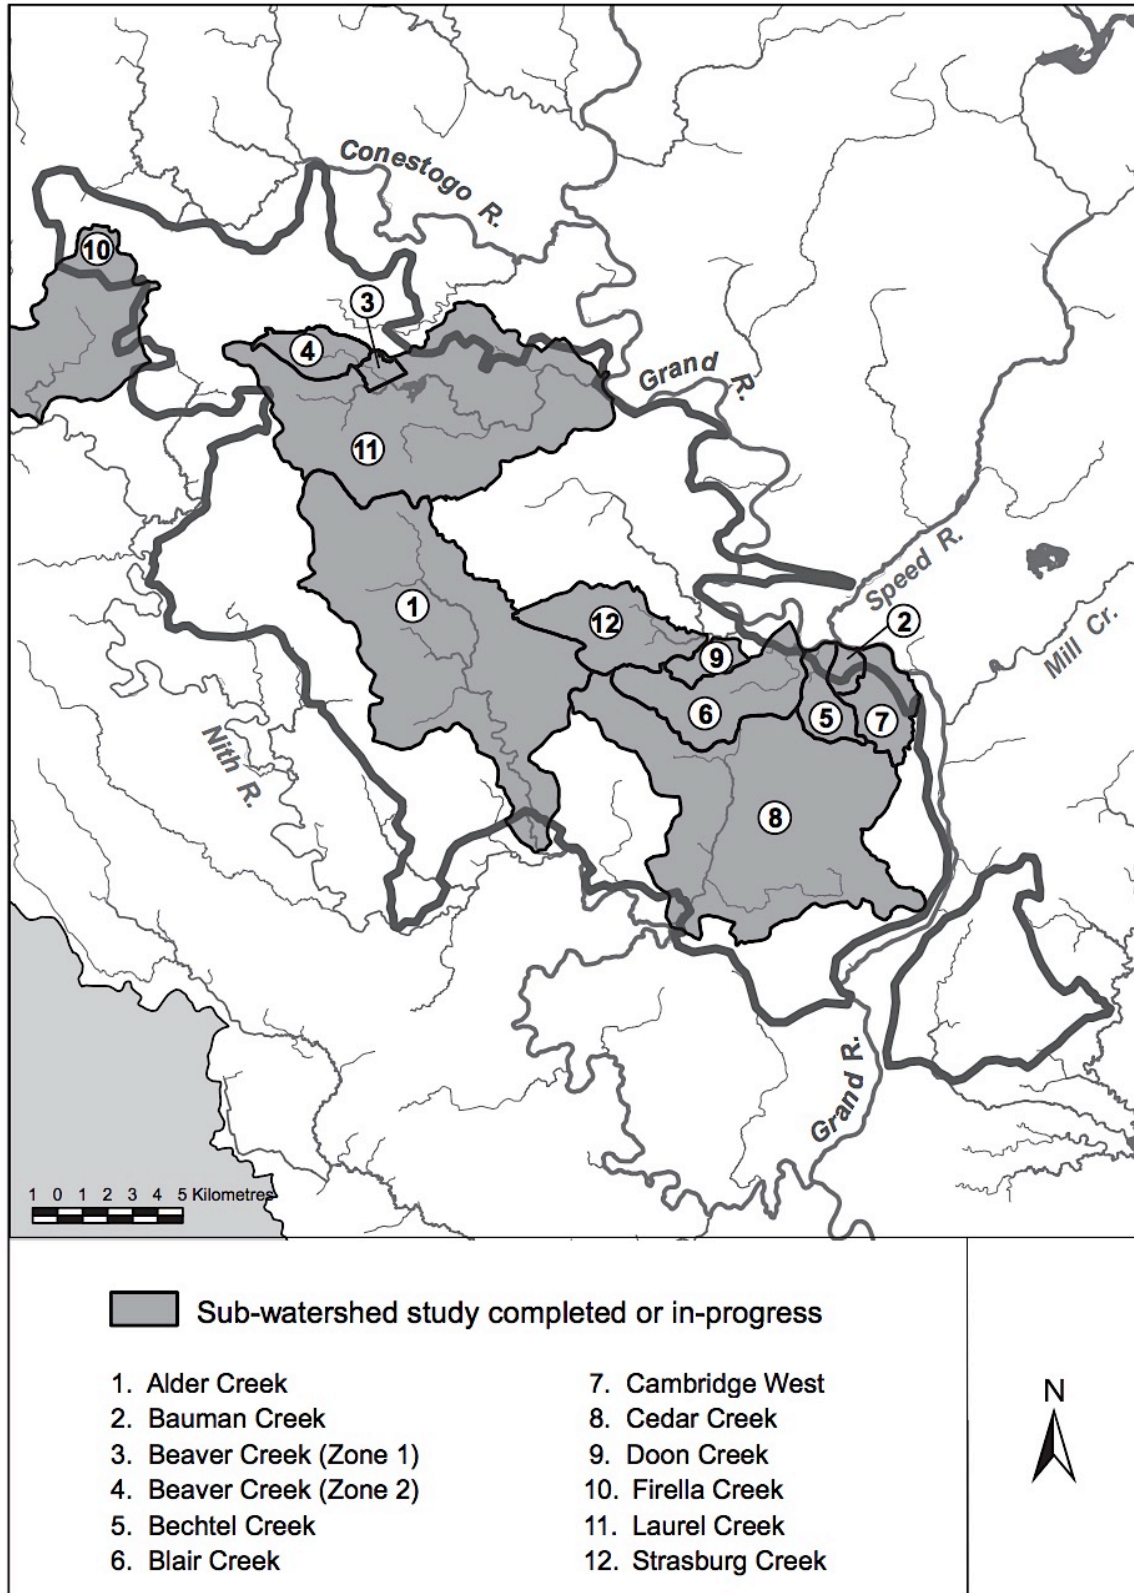 Conestogo R.
10
3
4
Grand R.
11
Speed R.
1
12
2
Mill Cr.
9
6
5
7
Nith R.
8
Grand R.
1 0 1 2 3 4 5 Kilometres
Sub-watershed study completed or in-progress
1. Alder Creek
2. Bauman Creek
3. Beaver Creek (Zone 1)
4. Beaver Creek (Zone 2)
5. Bechtel Creek
6. Blair Creek
7. Cambridge West
8. Cedar Creek
9. Doon Creek
10. Firella Creek
11. Laurel Creek
12. Strasburg Creek
N